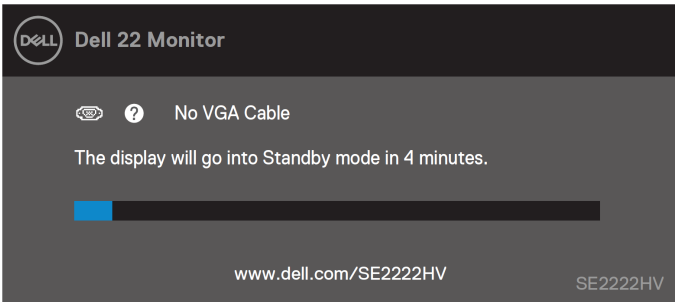 DELL Dell 22 Monitor
? No VGA Cable
The display will go into Standby mode in 4 minutes.
www.dell.com/SE2222HV
SE2222HV